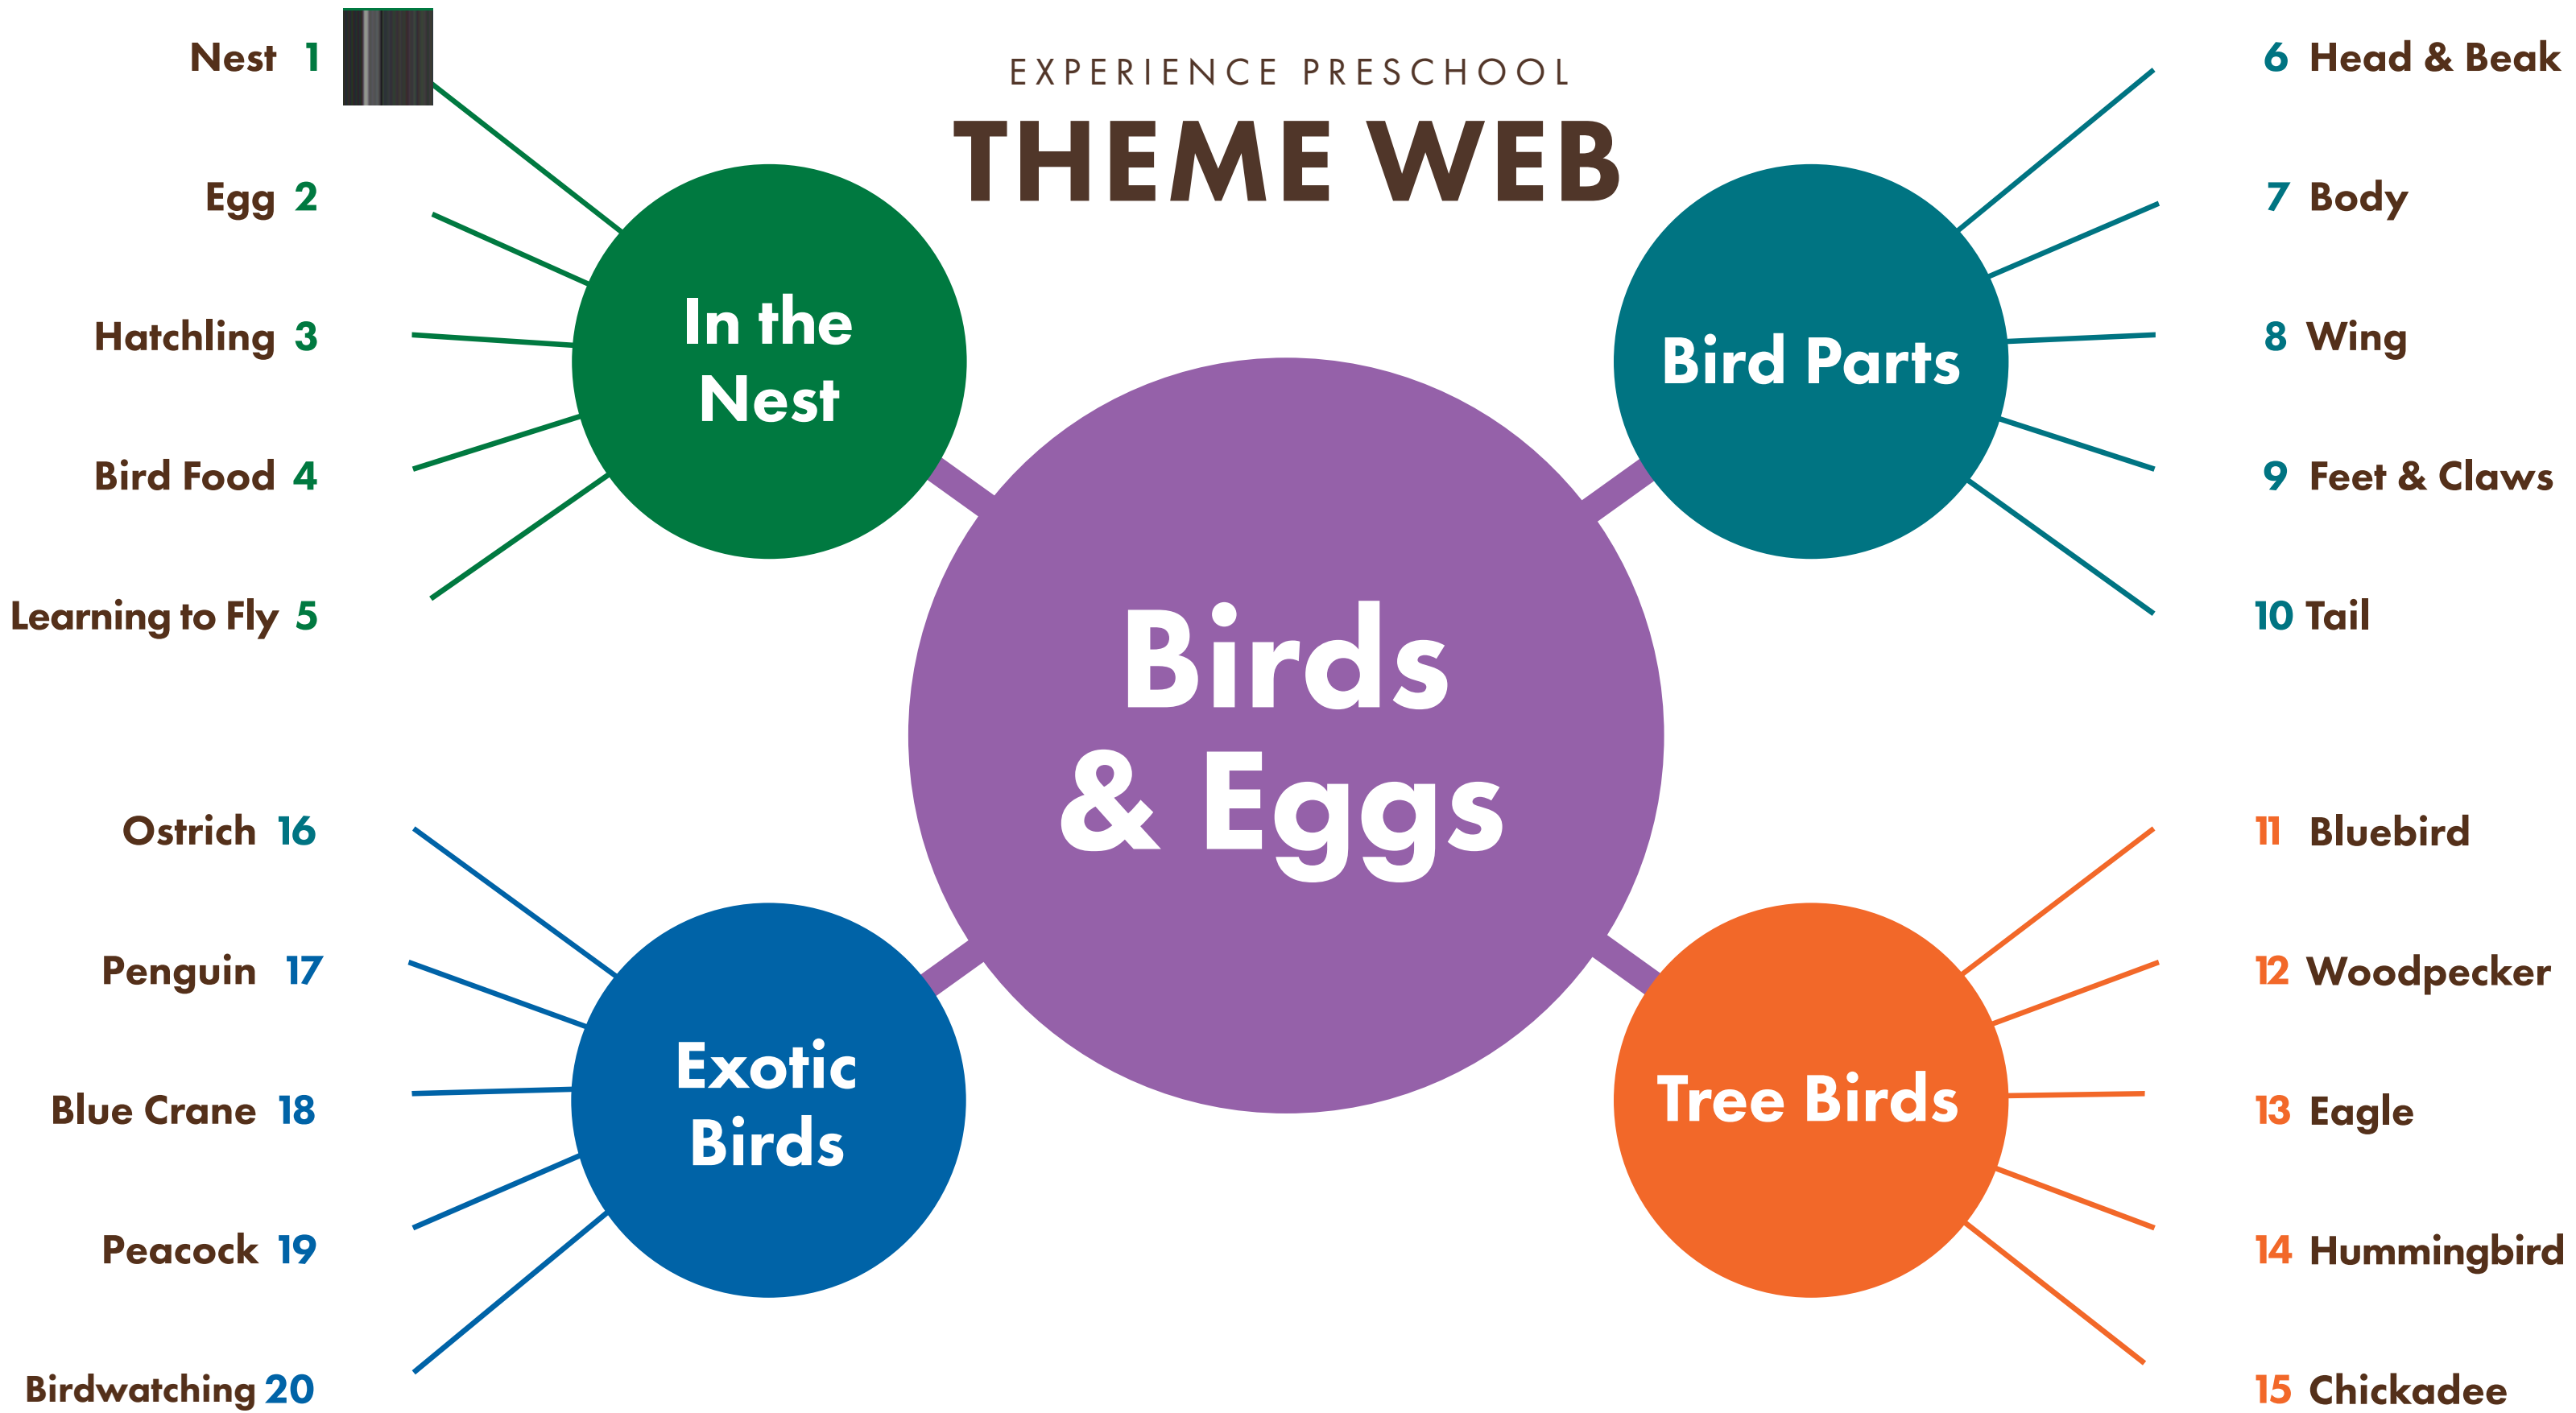 EXPERIENCE PRESCHOOL
THEME WEB
Birds
& Eggs
In the
Nest
Nest 1
Egg 2
Hatchling 3
Bird Food 4
Learning to Fly 5
Bird Parts
6 Head & Beak
7 Body
8 Wing
9 Feet & Claws
10 Tail
Tree Birds
11 Bluebird
12 Woodpecker
13 Eagle
14 Hummingbird
15 Chickadee
Exotic
Birds
Ostrich 16
Penguin 17
Blue Crane 18
Peacock 19
Birdwatching 20